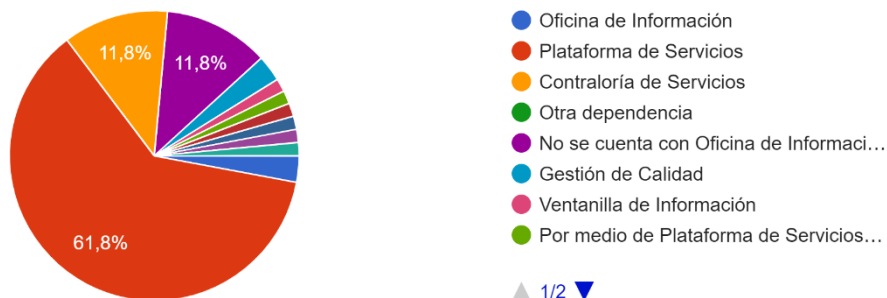 11,8%
11,8%
61,8%
Oficina de Información
Plataforma de Servicios
Contraloría de Servicios
Otra dependencia
No se cuenta con Oficina de Informaci…
Gestión de Calidad
Ventanilla de Información
Por medio de Plataforma de Servicios…
1/2